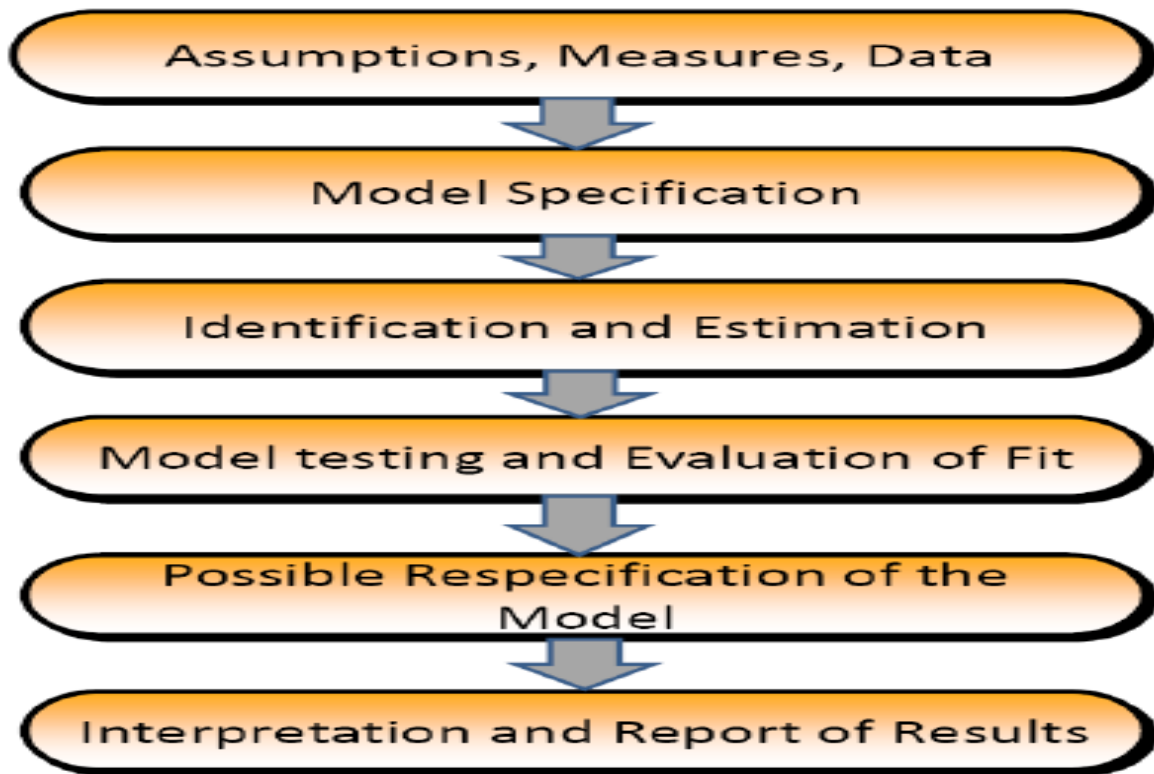 Assumptions, Measures, Data
Model Specification
Identification and Estimation
Model testing and Evaluation of Fit
Possible Respecification of the
Model
Interpretation and Report of Results